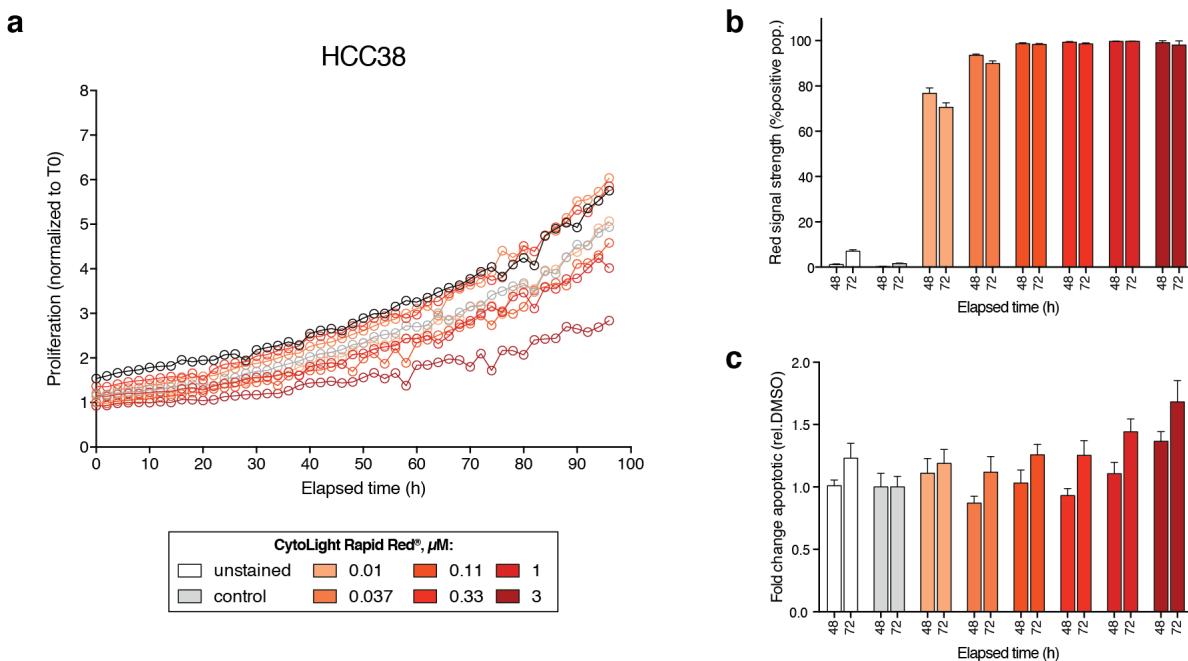 a
HCC38
Proliferation (normalized to T0)
8
7
6
5
4
3
2
1
0
0 10 20 30 40 50 60 70 80 90 100
Elapsed time (h)
CytoLight Rapid Red®, µM:
unstained 0.01 0.11 1
control 0.037 0.33 3
b
Red signal strength (%positive pop.)
100
80
60
40
20
0
48 72 48 72 48 72 48 72 48 72 48 72 48 72 48 72
Elapsed time (h)
c
Fold change apoptotic (rel.DMSO)
2.0
1.5
1.0
0.5
0.0
48 72 48 72 48 72 48 72 48 72 48 72 48 72 48 72
Elapsed time (h)